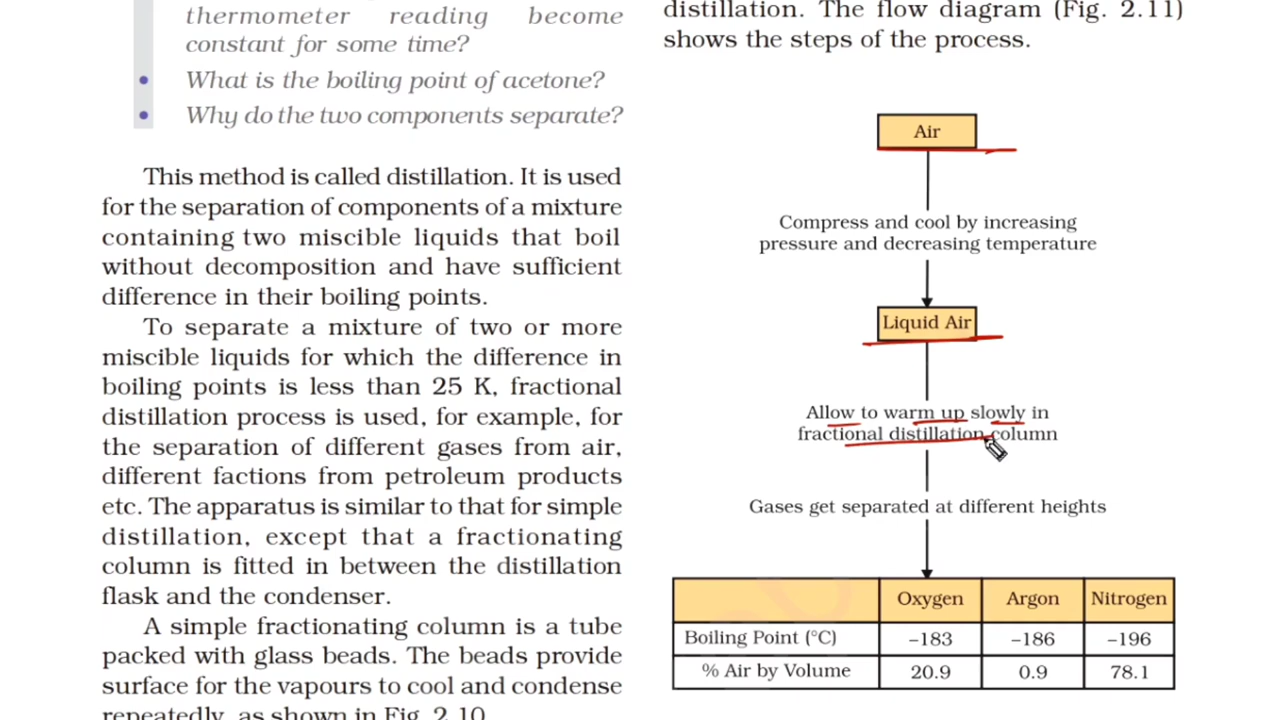 thermometer reading become
constant for some time?
• What is the boiling point of acetone?
• Why do the two components separate?
This method is called distillation. It is used
for the separation of components of a mixture
containing two miscible liquids that boil
without decomposition and have sufficient
difference in their boiling points.
To separate a mixture of two or more
miscible liquids for which the difference in
boiling points is less than 25 K, fractional
distillation process is used, for example, for
the separation of different gases from air,
different factions from petroleum products
etc. The apparatus is similar to that for simple
distillation, except that a fractionating
column is fitted in between the distillation
flask and the condenser.
A simple fractionating column is a tube
packed with glass beads. The beads provide
surface for the vapours to cool and condense
repeatedly, as shown in Fig. 2.10.
distillation. The flow diagram (Fig. 2.11)
shows the steps of the process.
Air
Compress and cool by increasing
pressure and decreasing temperature
Liquid Air
Allow to warm up slowly in
fractional distillation column
Gases get separated at different heights
Oxygen Argon Nitrogen
Boiling Point (°C) –183 –186 –196
% Air by Volume 20.9 0.9 78.1